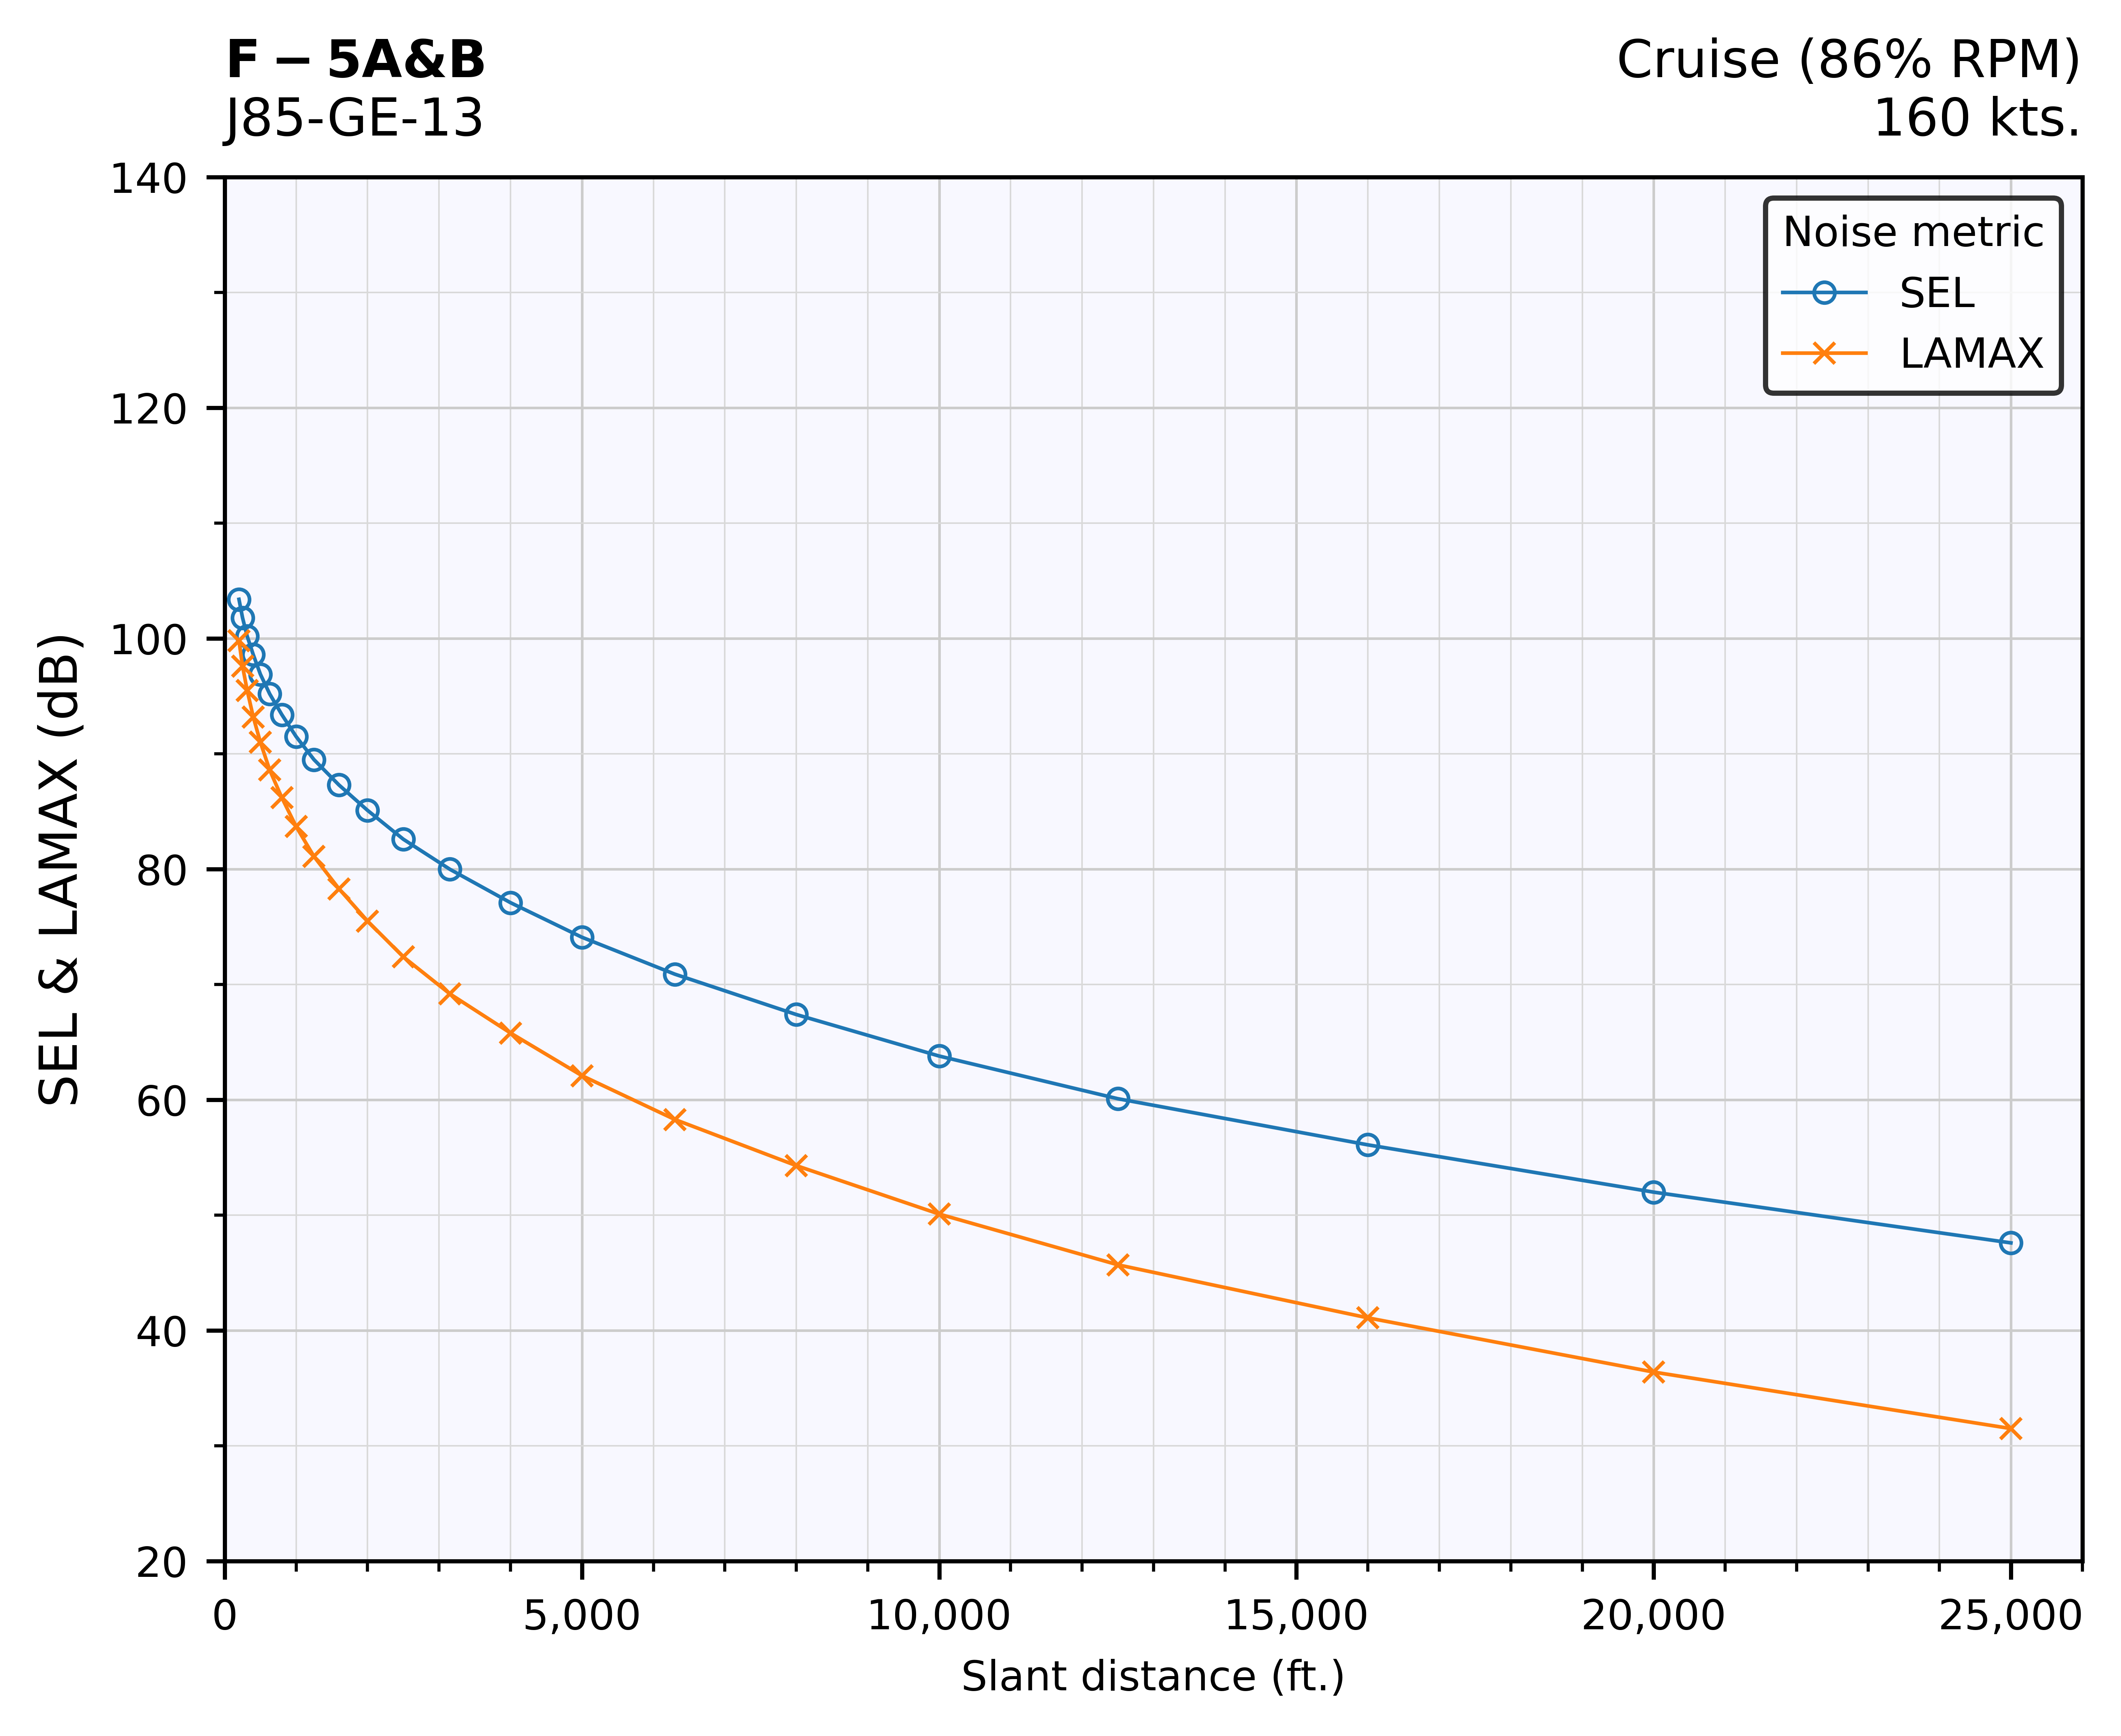 F – 5A&B
J85-GE-13
Cruise (86% RPM)
160 kts.
SEL & LAMAX (dB)
140
120
100
80
60
40
20
Noise metric
SEL
LAMAX
0
5,000
10,000
15,000
20,000
25,000
Slant distance (ft.)